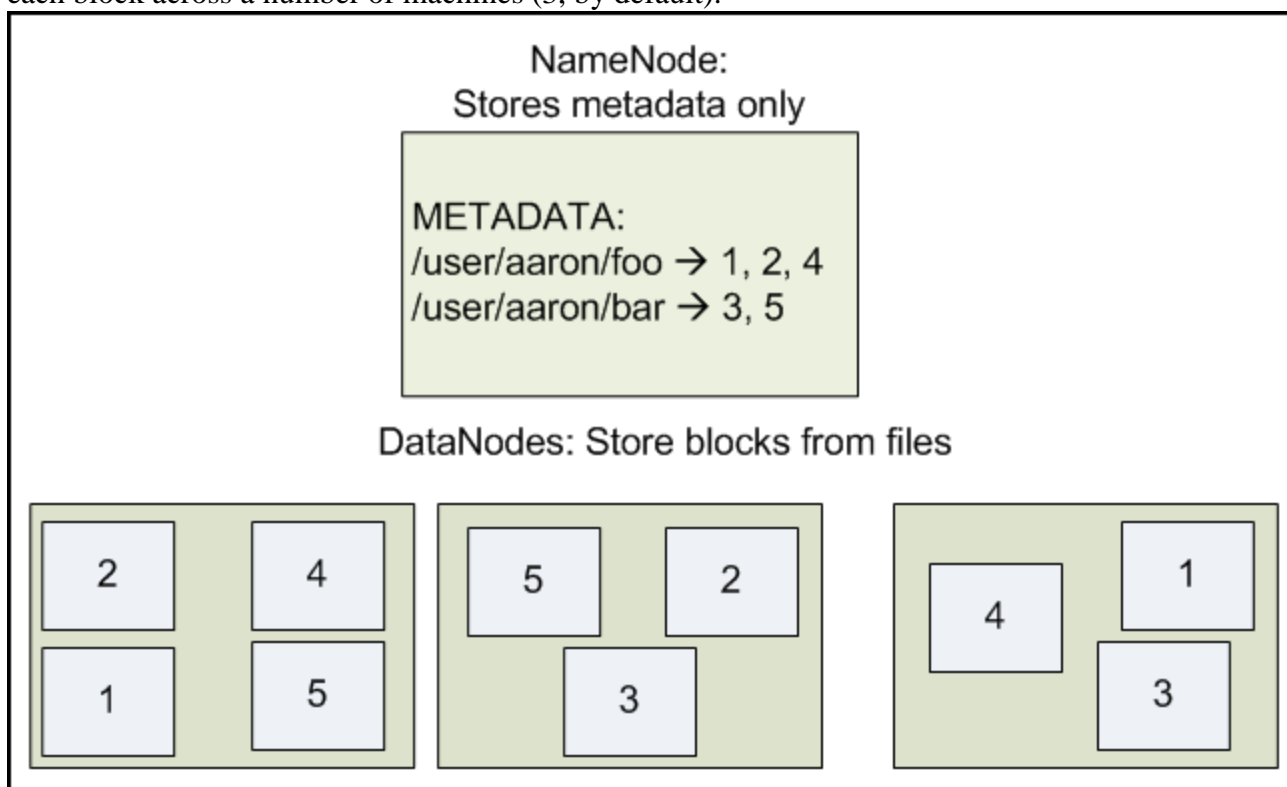 each block across a number of machines (3, by default).
NameNode:
Stores metadata only
METADATA:
/user/aaron/foo → 1, 2, 4
/user/aaron/bar → 3, 5
DataNodes: Store blocks from files
2 4
1 5
5 2
3
1
4
3